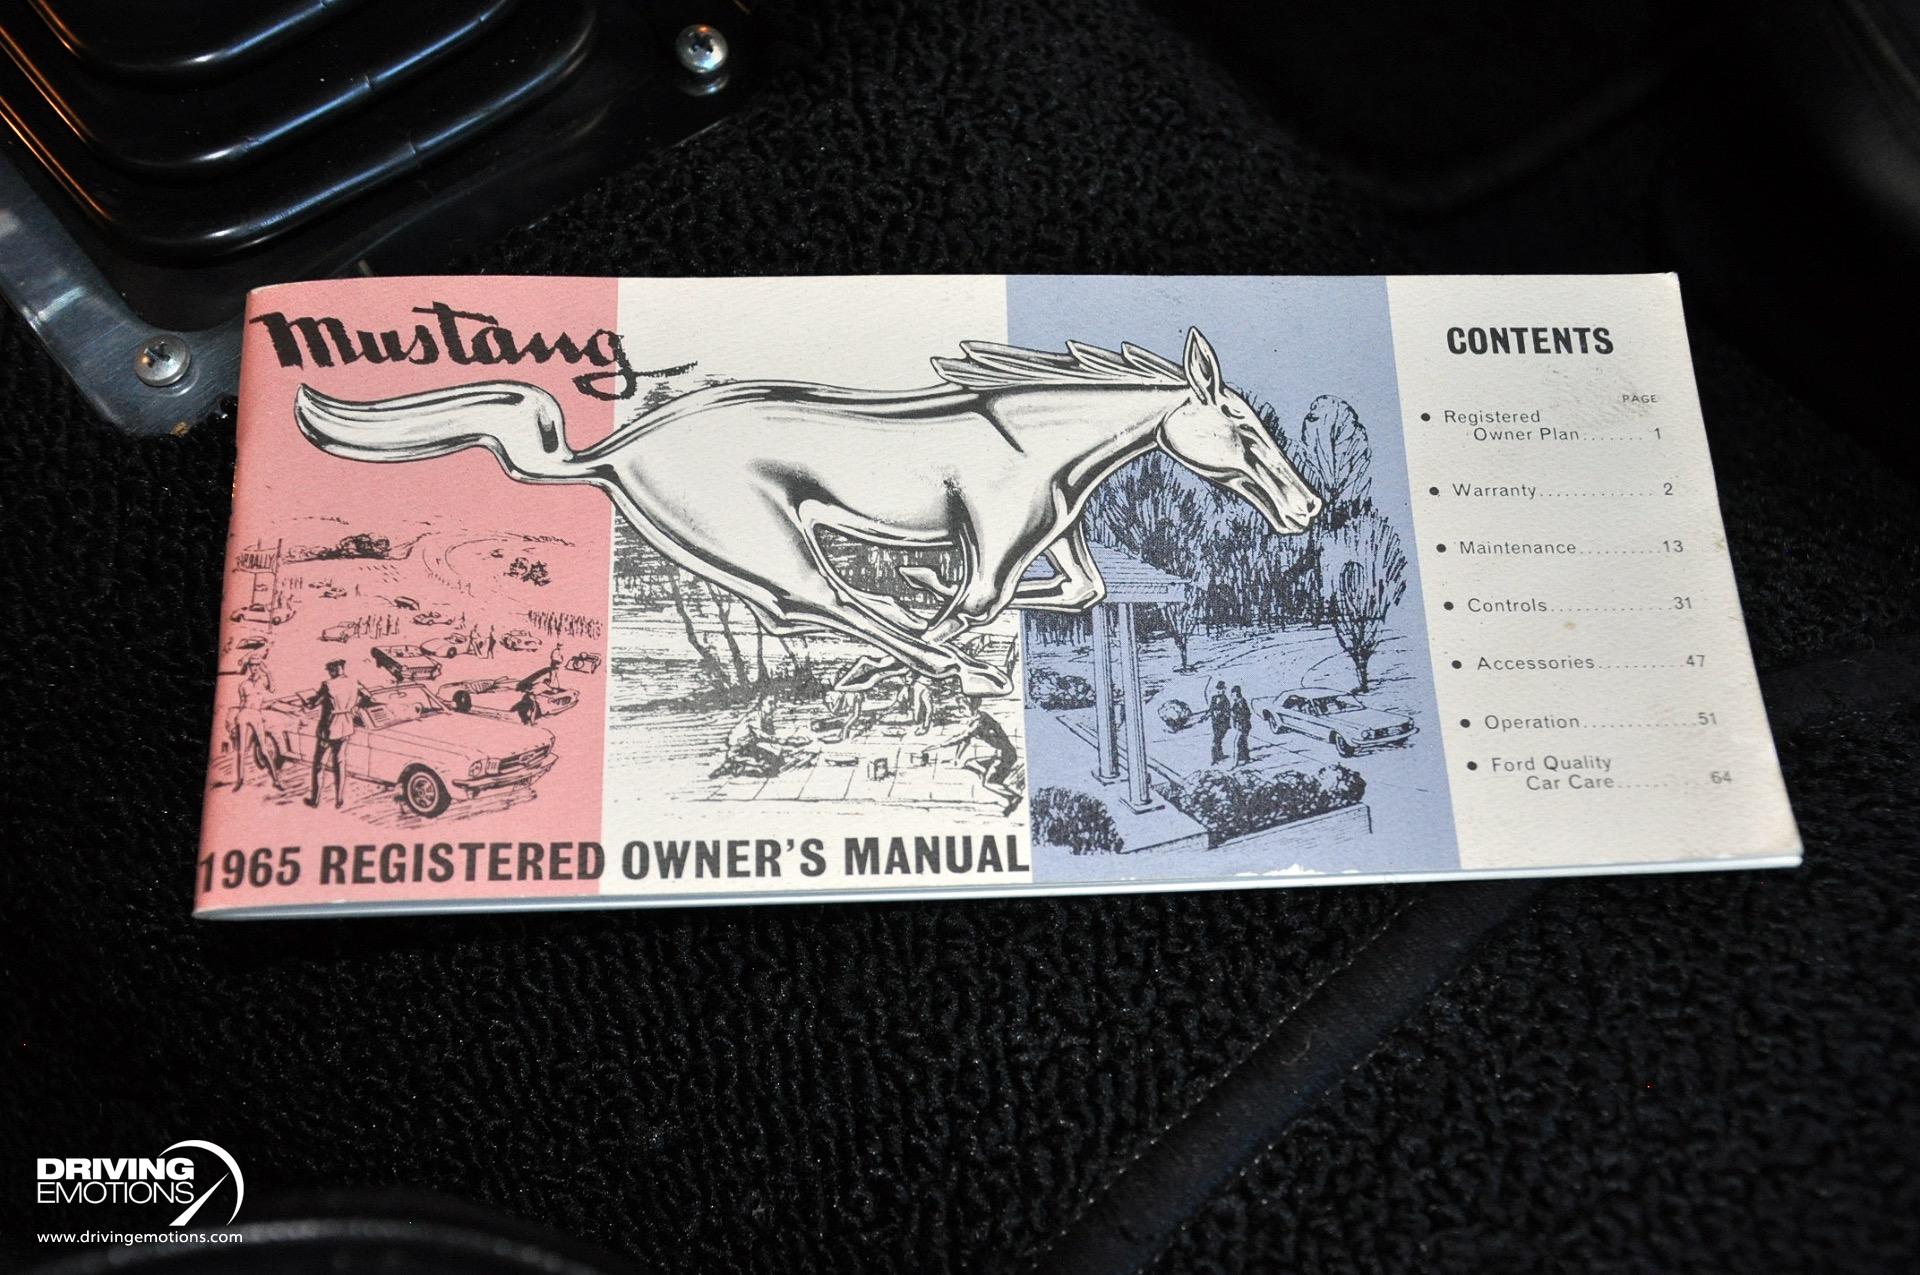 Mustang
1965 REGISTERED OWNER'S MANUAL
CONTENTS
PAGE
• Registered
Owner Plan....... 1
• Warranty............. 2
• Maintenance.........13
• Controls..............31
• Accessories..........47
• Operation.............51
• Ford Quality
Car Care.......... 64
DRIVING
EMOTIONS
www.drivingemotions.com